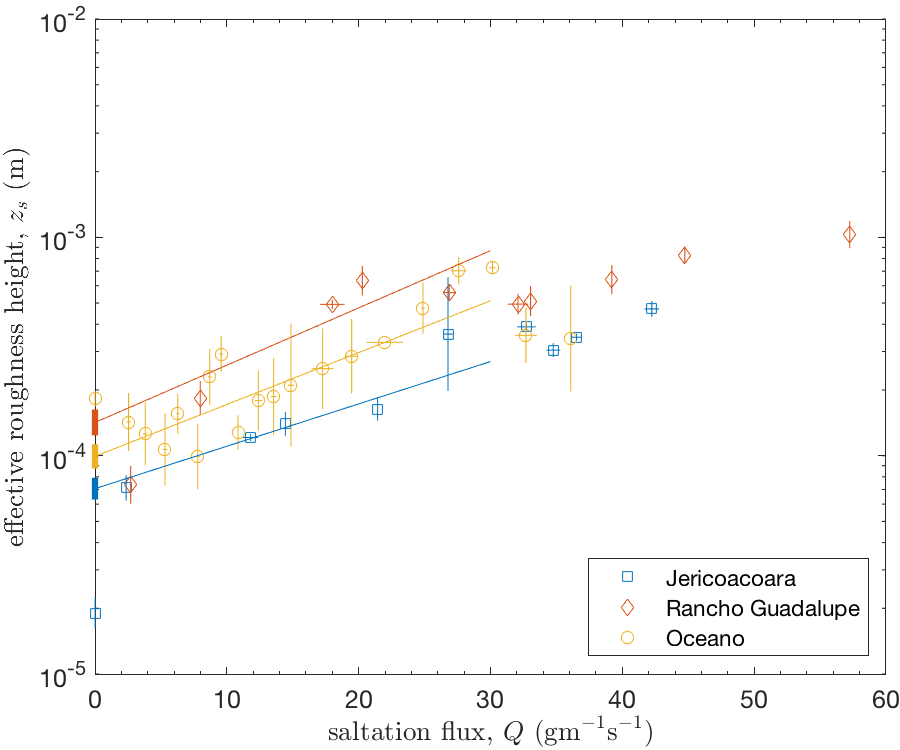 10⁻²
10⁻³
10⁻⁴
10⁻⁵
effective roughness height, zₛ (m)
Jericoacoara
Rancho Guadalupe
Oceano
0 10 20 30 40 50 60
saltation flux, Q (gm⁻¹s⁻¹)